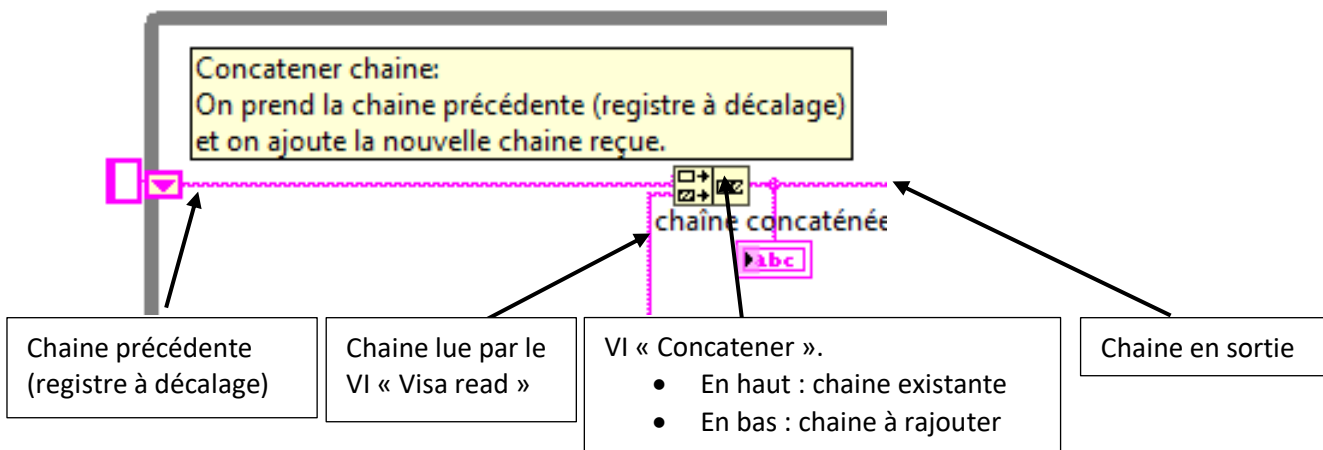 Concatener chaine:
On prend la chaine précédente (registre à décalage)
et on ajoute la nouvelle chaine reçue.
chaîne concaténée
abc
Chaine précédente
(registre à décalage)
Chaine lue par le
VI « Visa read »
VI « Concatener ».
• En haut : chaine existante
• En bas : chaine à rajouter
Chaine en sortie